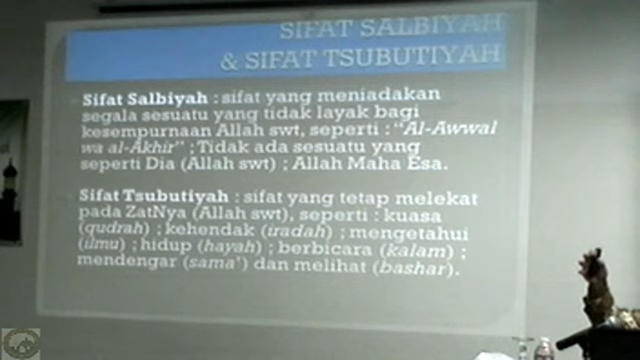 SIFAT SALBIYAH
& SIFAT TSUBUTIYAH
Sifat Salbiyah : sifat yang meniadakan
segala sesuatu yang tidak layak bagi
kesempurnaan Allah swt, seperti : "Al-Awwal
wa al-Akhir" ; Tidak ada sesuatu yang
seperti Dia (Allah swt) ; Allah Maha Esa.
Sifat Tsubutiyah : sifat yang tetap melekat
pada ZatNya (Allah swt), seperti : kuasa
(qudrah) ; kehendak (iradah) ; mengetahui
(ilmu) ; hidup (hayah) ; berbicara (kalam) ;
mendengar (sama') dan melihat (bashar).